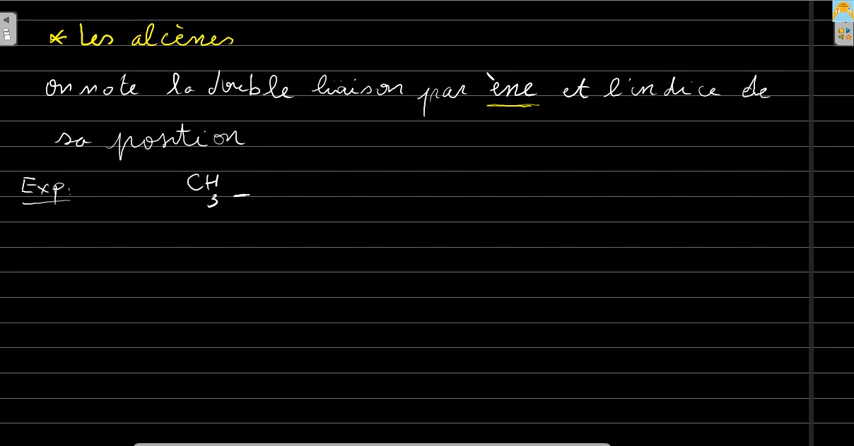 * Les alcènes
on note la double liaison par ène et l'indice de
sa position
Exp: CH3 –